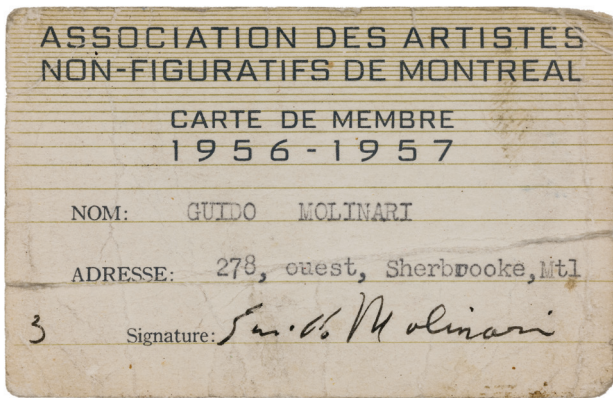 ASSOCIATION DES ARTISTES
NON-FIGURATIFS DE MONTREAL
CARTE DE MEMBRE
1956-1957
NOM: GUIDO MOLINARI
ADRESSE: 278, ouest, Sherbrooke, Mtl
3 Signature: Guido Molinari